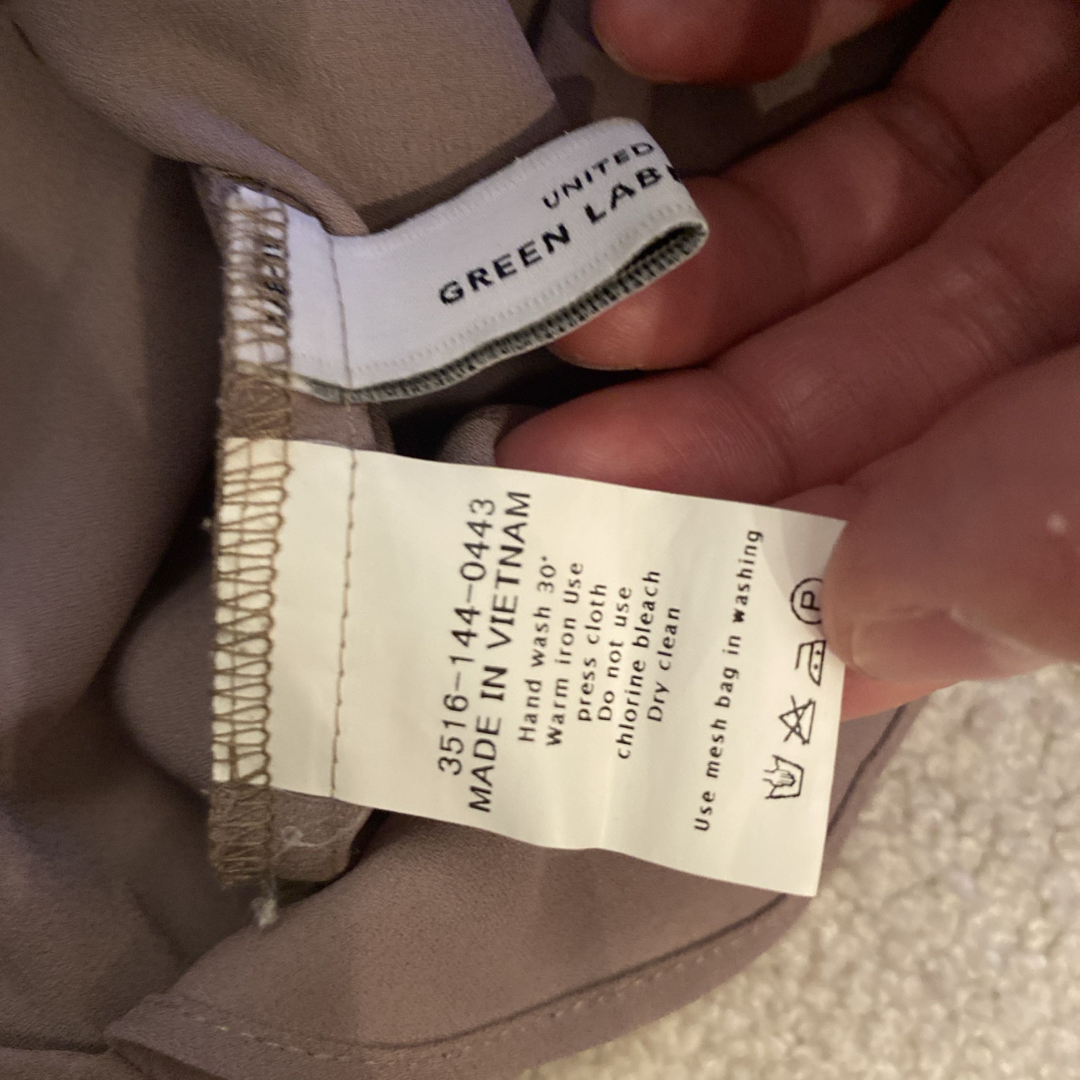 UNITED
GREEN LAB
3516-144-0443
MADE IN VIETNAM
Hand wash 30°
Warm iron Use
press cloth
Do not use
chlorine bleach
Dry clean
Use mesh bag in washing
P